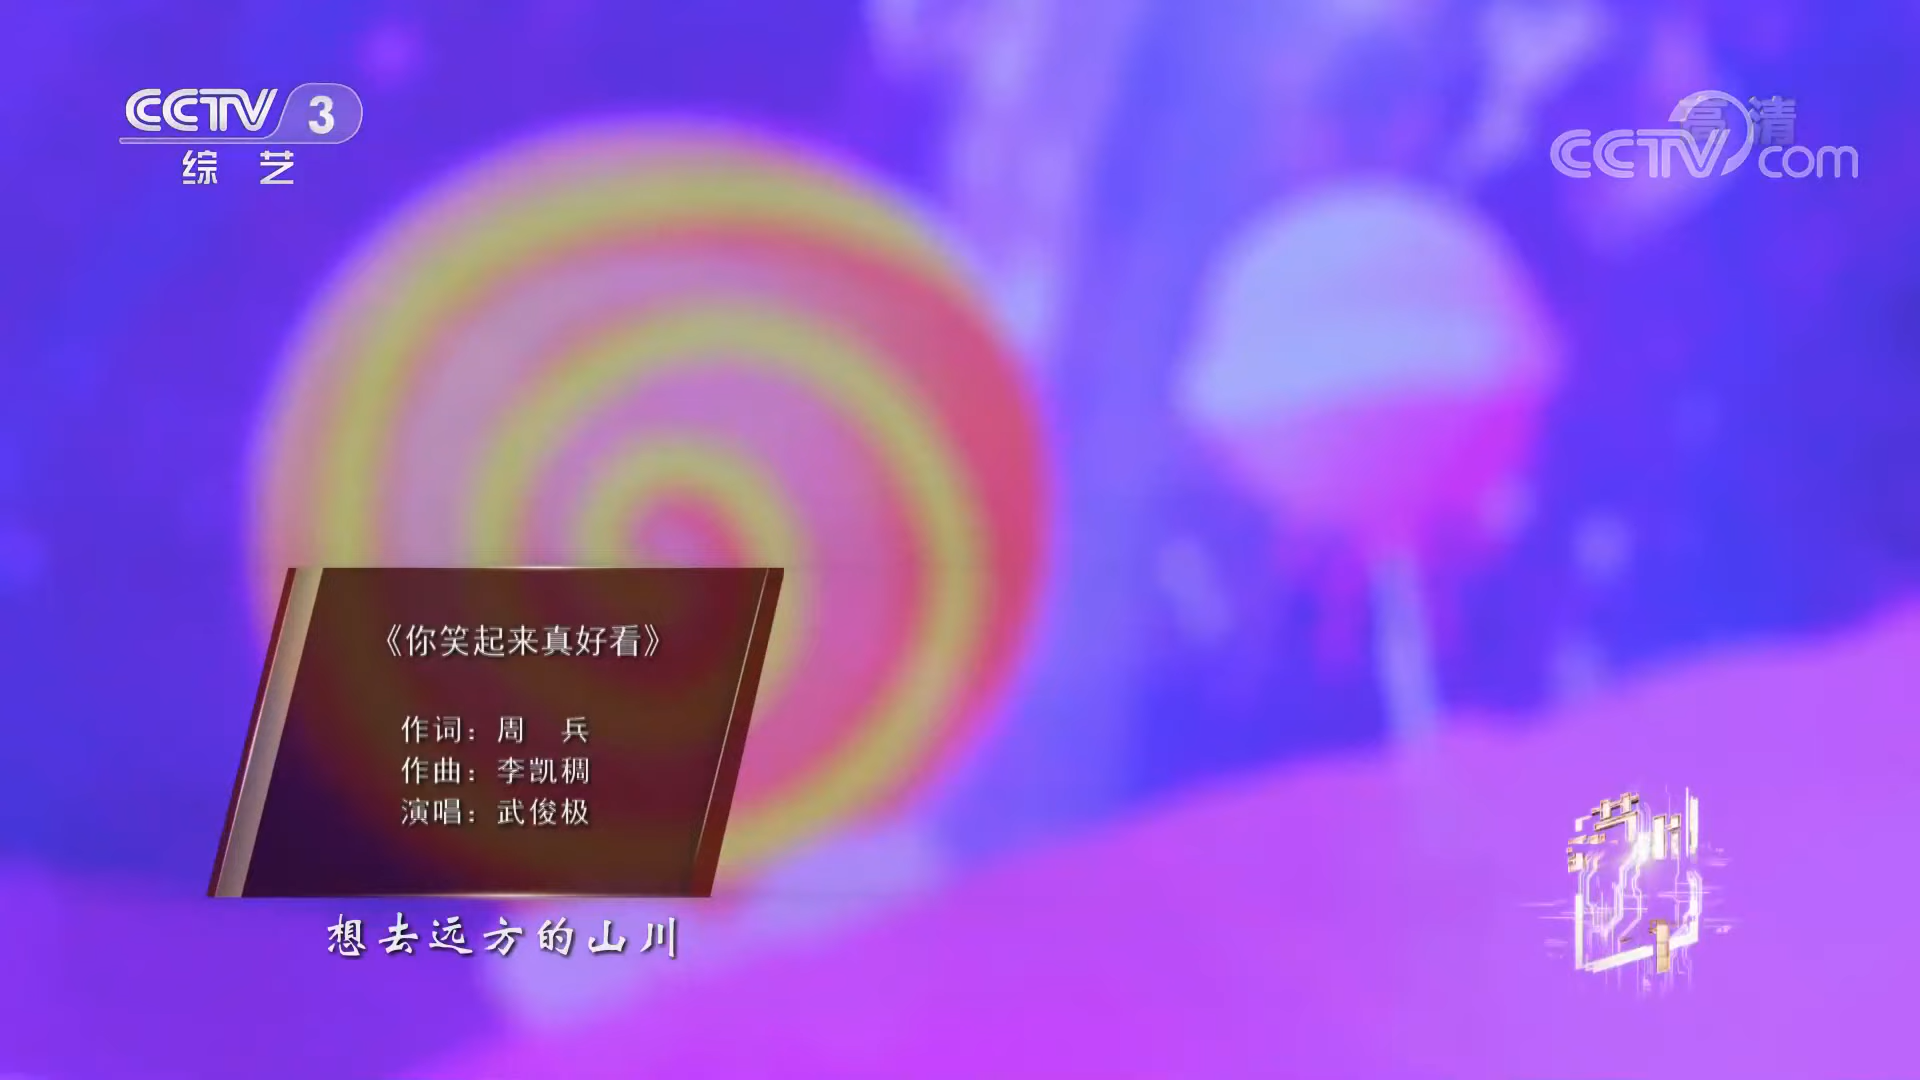 CCTV 3
综 艺
高清
CCTV.com
《你笑起来真好看》
作词：周 兵
作曲：李凯稠
演唱：武俊极
想去远方的山川